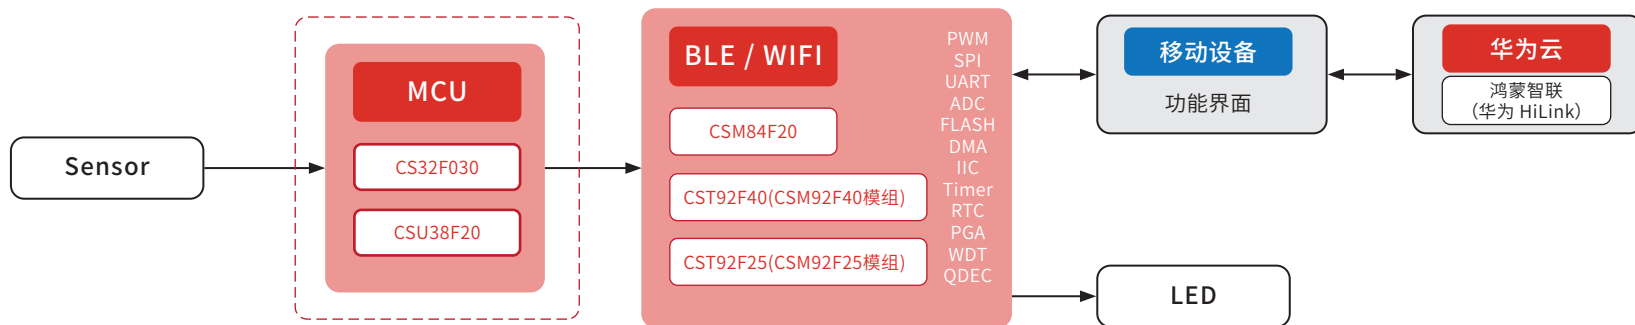 Sensor
MCU
CS32F030
CSU38F20
BLE / WIFI
CSM84F20
CST92F40(CSM92F40模组)
CST92F25(CSM92F25模组)
PWM
SPI
UART
ADC
FLASH
DMA
IIC
Timer
RTC
PGA
WDT
QDEC
移动设备
功能界面
华为云
鸿蒙智联
(华为 HiLink)
LED